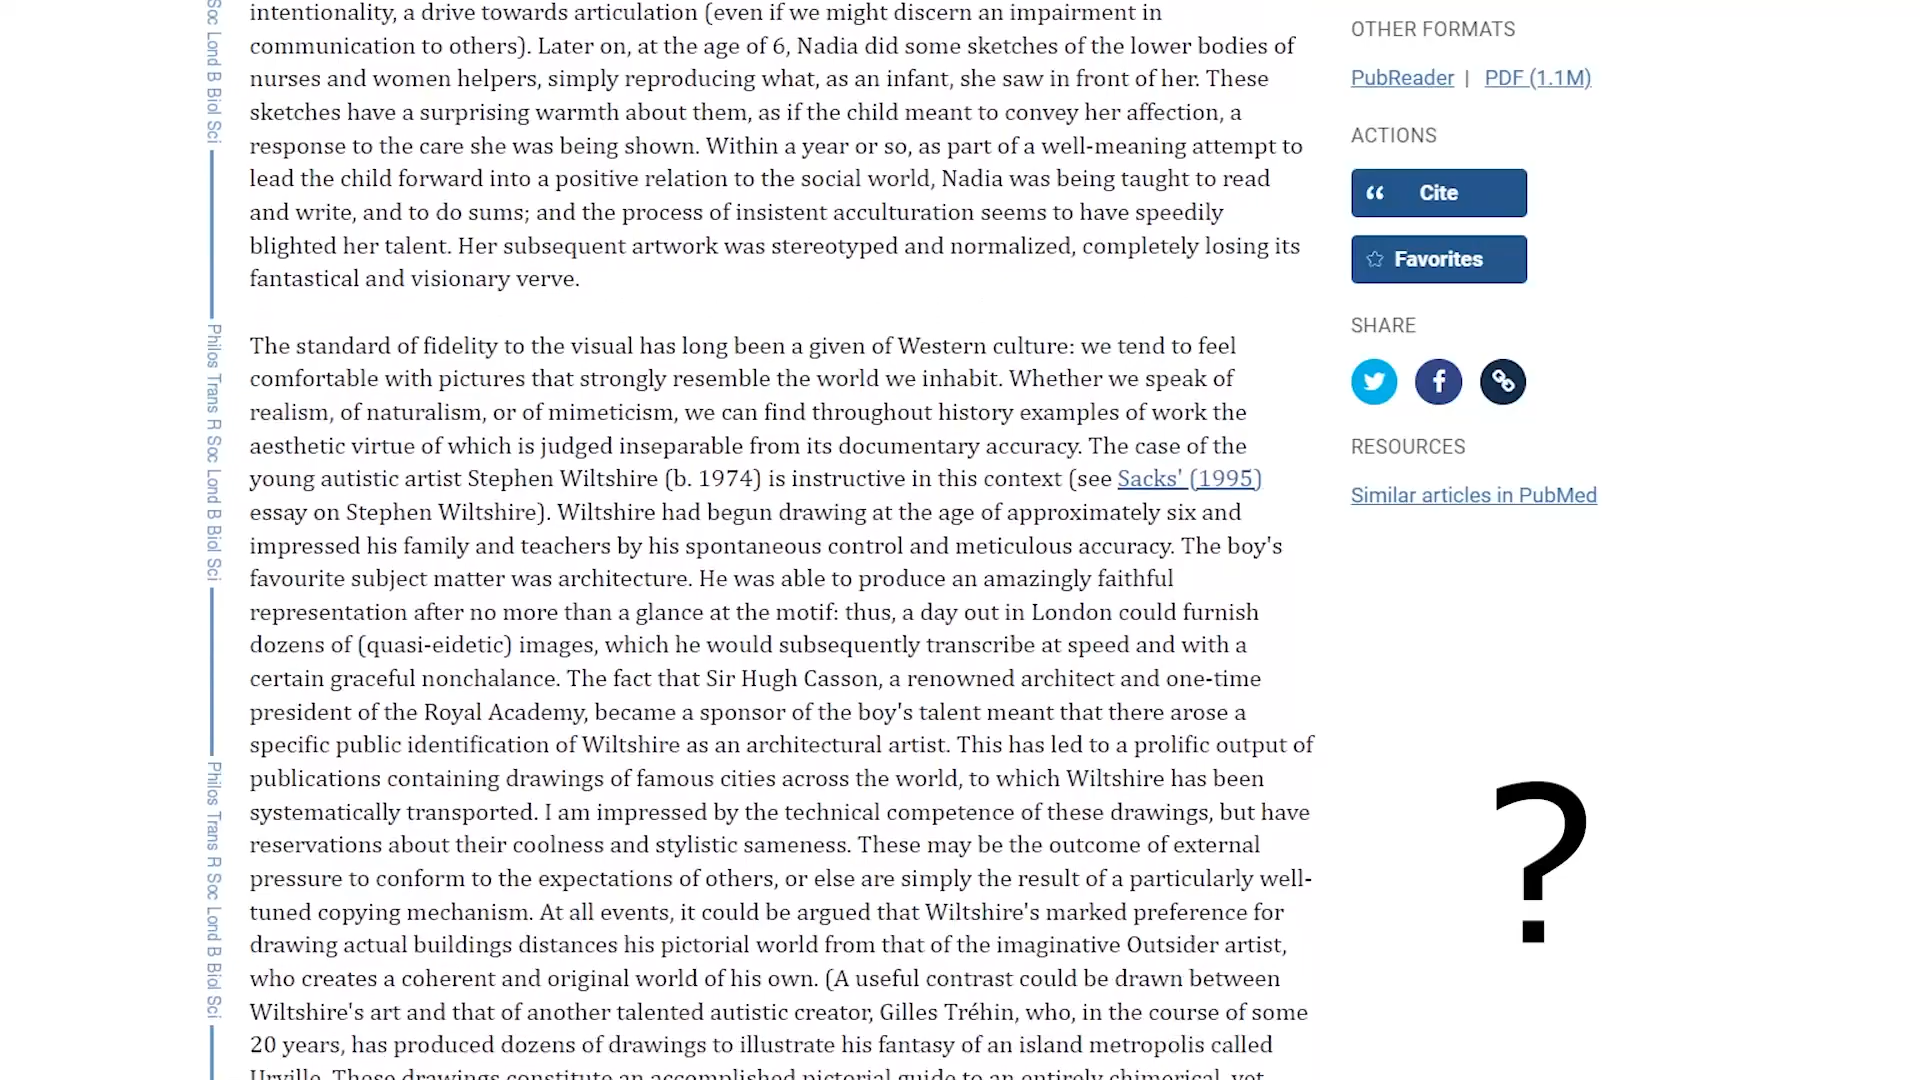 intentionality, a drive towards articulation (even if we might discern an impairment in
communication to others). Later on, at the age of 6, Nadia did some sketches of the lower bodies of
nurses and women helpers, simply reproducing what, as an infant, she saw in front of her. These
sketches have a surprising warmth about them, as if the child meant to convey her affection, a
response to the care she was being shown. Within a year or so, as part of a well-meaning attempt to
lead the child forward into a positive relation to the social world, Nadia was being taught to read
and write, and to do sums; and the process of insistent acculturation seems to have speedily
blighted her talent. Her subsequent artwork was stereotyped and normalized, completely losing its
fantastical and visionary verve.
The standard of fidelity to the visual has long been a given of Western culture: we tend to feel
comfortable with pictures that strongly resemble the world we inhabit. Whether we speak of
realism, of naturalism, or of mimeticism, we can find throughout history examples of work the
aesthetic virtue of which is judged inseparable from its documentary accuracy. The case of the
young autistic artist Stephen Wiltshire (b. 1974) is instructive in this context (see Sacks' (1995)
essay on Stephen Wiltshire). Wiltshire had begun drawing at the age of approximately six and
impressed his family and teachers by his spontaneous control and meticulous accuracy. The boy's
favourite subject matter was architecture. He was able to produce an amazingly faithful
representation after no more than a glance at the motif: thus, a day out in London could furnish
dozens of (quasi-eidetic) images, which he would subsequently transcribe at speed and with a
certain graceful nonchalance. The fact that Sir Hugh Casson, a renowned architect and one-time
president of the Royal Academy, became a sponsor of the boy's talent meant that there arose a
specific public identification of Wiltshire as an architectural artist. This has led to a prolific output of
publications containing drawings of famous cities across the world, to which Wiltshire has been
systematically transported. I am impressed by the technical competence of these drawings, but have
reservations about their coolness and stylistic sameness. These may be the outcome of external
pressure to conform to the expectations of others, or else are simply the result of a particularly well-
tuned copying mechanism. At all events, it could be argued that Wiltshire's marked preference for
drawing actual buildings distances his pictorial world from that of the imaginative Outsider artist,
who creates a coherent and original world of his own. (A useful contrast could be drawn between
Wiltshire's art and that of another talented autistic creator, Gilles Tréhin, who, in the course of some
20 years, has produced dozens of drawings to illustrate his fantasy of an island metropolis called
Urville. These drawings constitute an accomplished pictorial guide to an entirely chimerical, yet
Soc Lond B Biol Sci
Philos Trans R Soc Lond B Biol Sci
Philos Trans R Soc Lond B Biol Sci
OTHER FORMATS
PubReader | PDF (1.1M)
ACTIONS
Cite
Favorites
SHARE
RESOURCES
Similar articles in PubMed
?